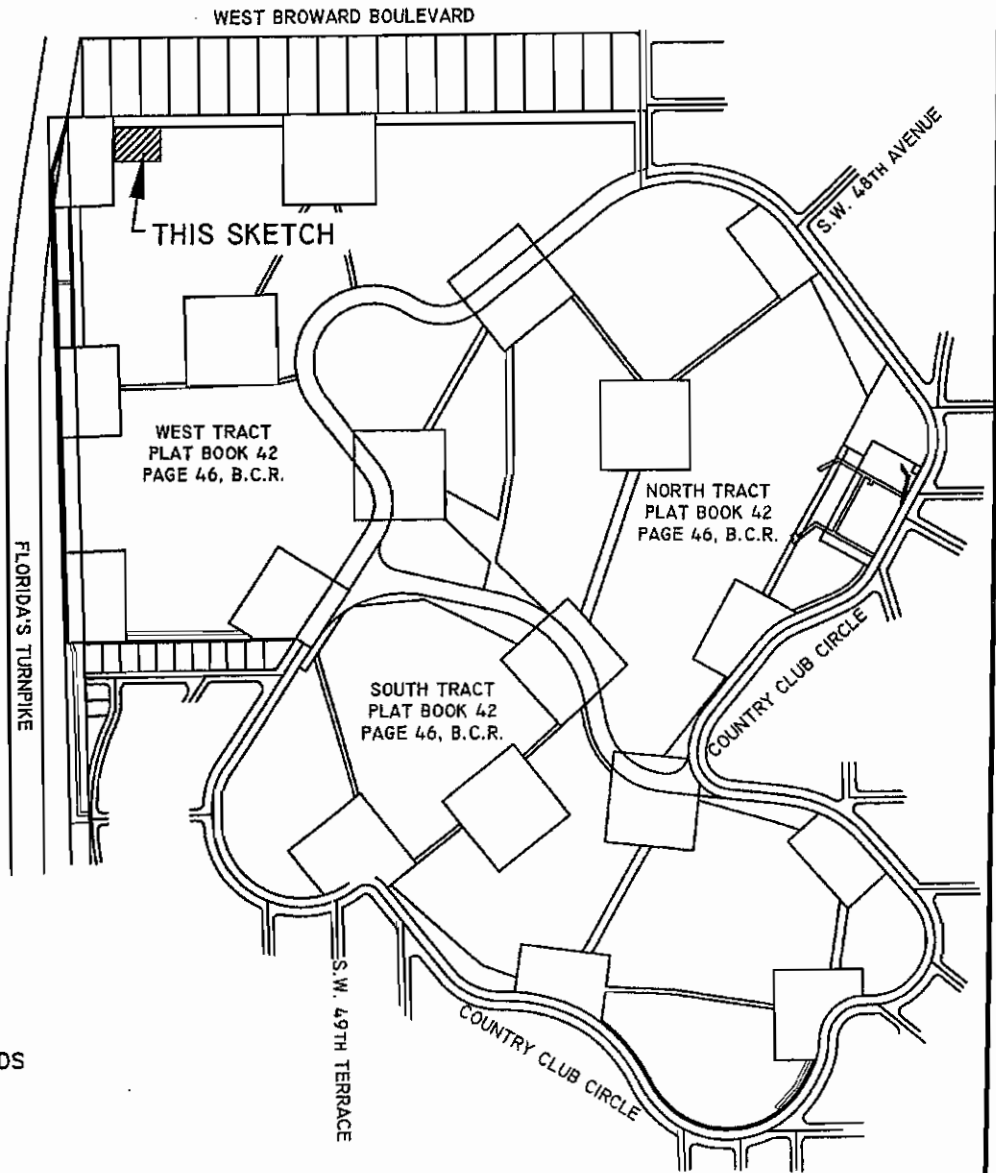 WEST BROWARD BOULEVARD
S.W. 48TH AVENUE
THIS SKETCH
WEST TRACT
PLAT BOOK 42
PAGE 46, B.C.R.
NORTH TRACT
PLAT BOOK 42
PAGE 46, B.C.R.
FLORIDA'S TURNPIKE
COUNTRY CLUB CIRCLE
SOUTH TRACT
PLAT BOOK 42
PAGE 46, B.C.R.
S.W. 49TH TERRACE
COUNTRY CLUB CIRCLE
DS